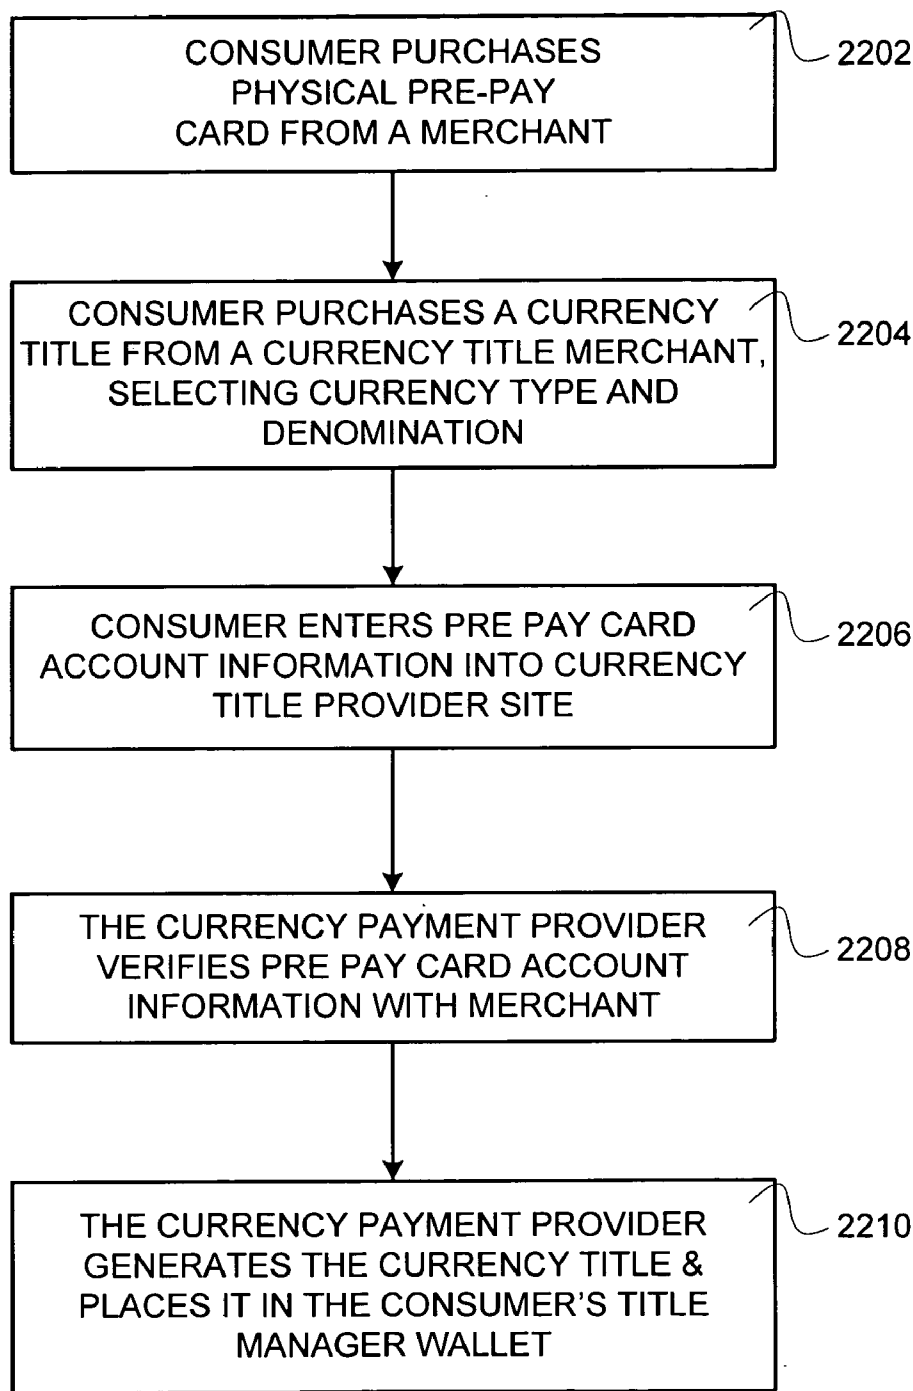 CONSUMER PURCHASES
PHYSICAL PRE-PAY
CARD FROM A MERCHANT
2202
CONSUMER PURCHASES A CURRENCY
TITLE FROM A CURRENCY TITLE MERCHANT,
SELECTING CURRENCY TYPE AND
DENOMINATION
2204
CONSUMER ENTERS PRE PAY CARD
ACCOUNT INFORMATION INTO CURRENCY
TITLE PROVIDER SITE
2206
THE CURRENCY PAYMENT PROVIDER
VERIFIES PRE PAY CARD ACCOUNT
INFORMATION WITH MERCHANT
2208
THE CURRENCY PAYMENT PROVIDER
GENERATES THE CURRENCY TITLE &
PLACES IT IN THE CONSUMER'S TITLE
MANAGER WALLET
2210